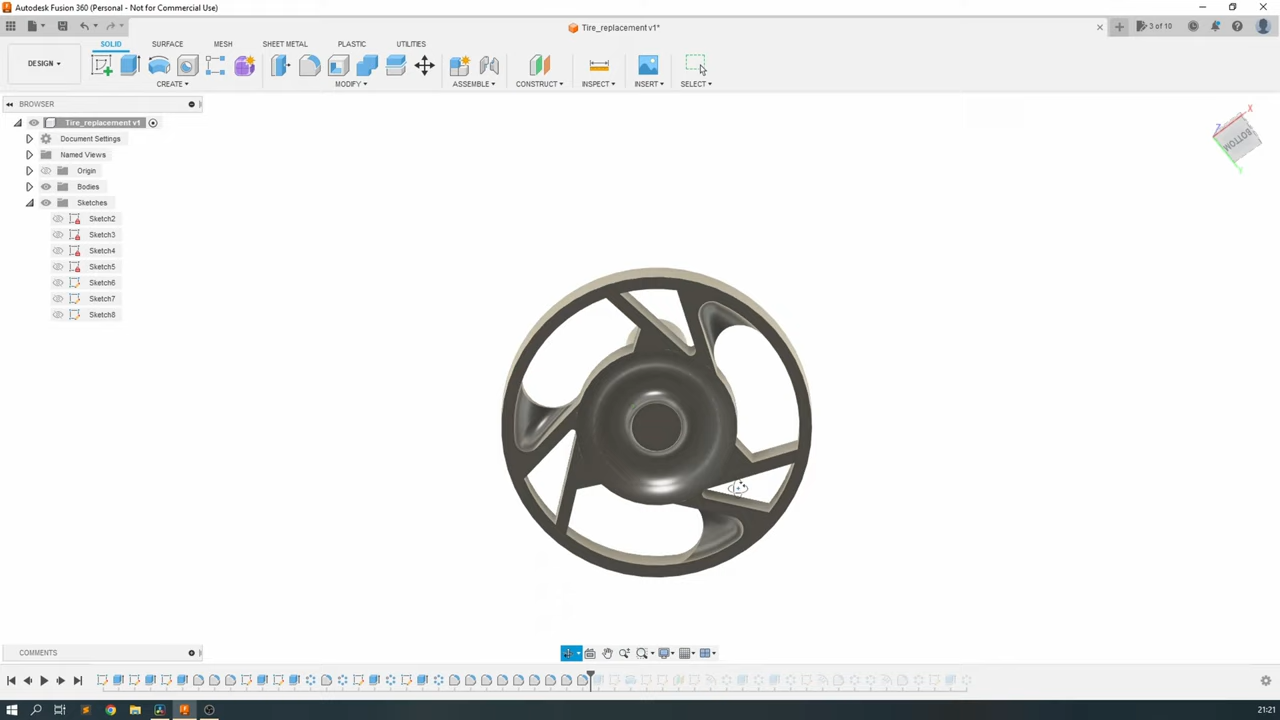 Autodesk Fusion 360 (Personal - Not for Commercial Use)
Tire_replacement v1*
3 of 10
SOLID
SURFACE
MESH
SHEET METAL
PLASTIC
UTILITIES
DESIGN
CREATE
MODIFY
ASSEMBLE
CONSTRUCT
INSPECT
INSERT
SELECT
BROWSER
Tire_replacement v1
Document Settings
Named Views
Origin
Bodies
Sketches
Sketch2
Sketch3
Sketch4
Sketch5
Sketch6
Sketch7
Sketch8
X
Z
BOTTOM
Y
COMMENTS
21:21